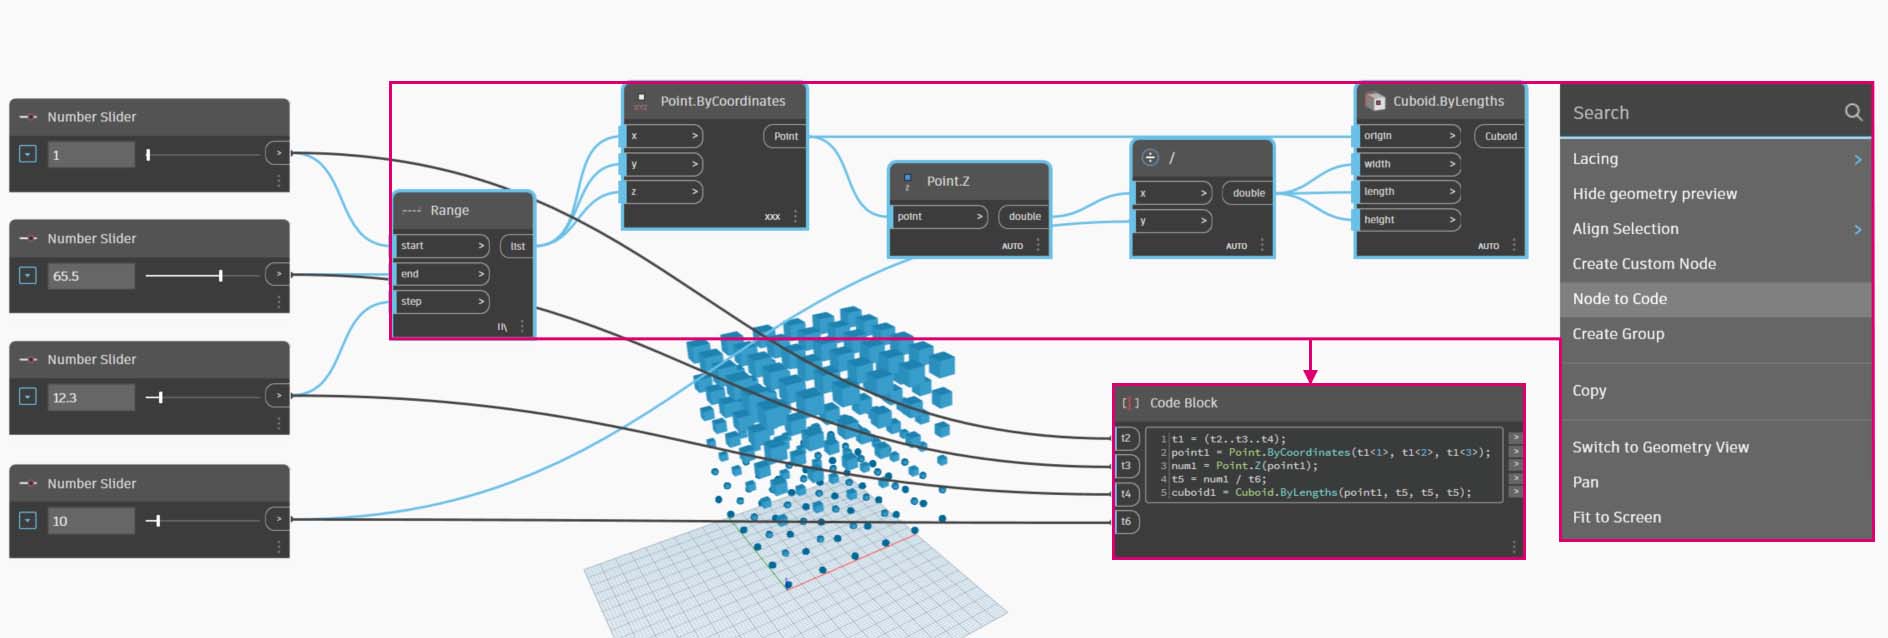 Number Slider
1
>
Number Slider
65.5
>
Number Slider
12.3
>
Number Slider
10
>
Range
start >
list
end >
step >
Point.ByCoordinates
x >
Point
y >
z >
xxx
Point.Z
point >
double
AUTO
/
x >
double
y >
AUTO
Cuboid.ByLengths
origin >
Cuboid
width >
length >
height >
AUTO
Search
Lacing >
Hide geometry preview
Align Selection >
Create Custom Node
Node to Code
Create Group
Copy
Switch to Geometry View
Pan
Fit to Screen
Code Block
t2
t3
t4
t6
1 t1 = (t2..t3..t4); >
2 point1 = Point.ByCoordinates(t1<1>, t1<2>, t1<3>); >
3 num1 = Point.Z(point1); >
4 t5 = num1 / t6; >
5 cuboid1 = Cuboid.ByLengths(point1, t5, t5, t5); >